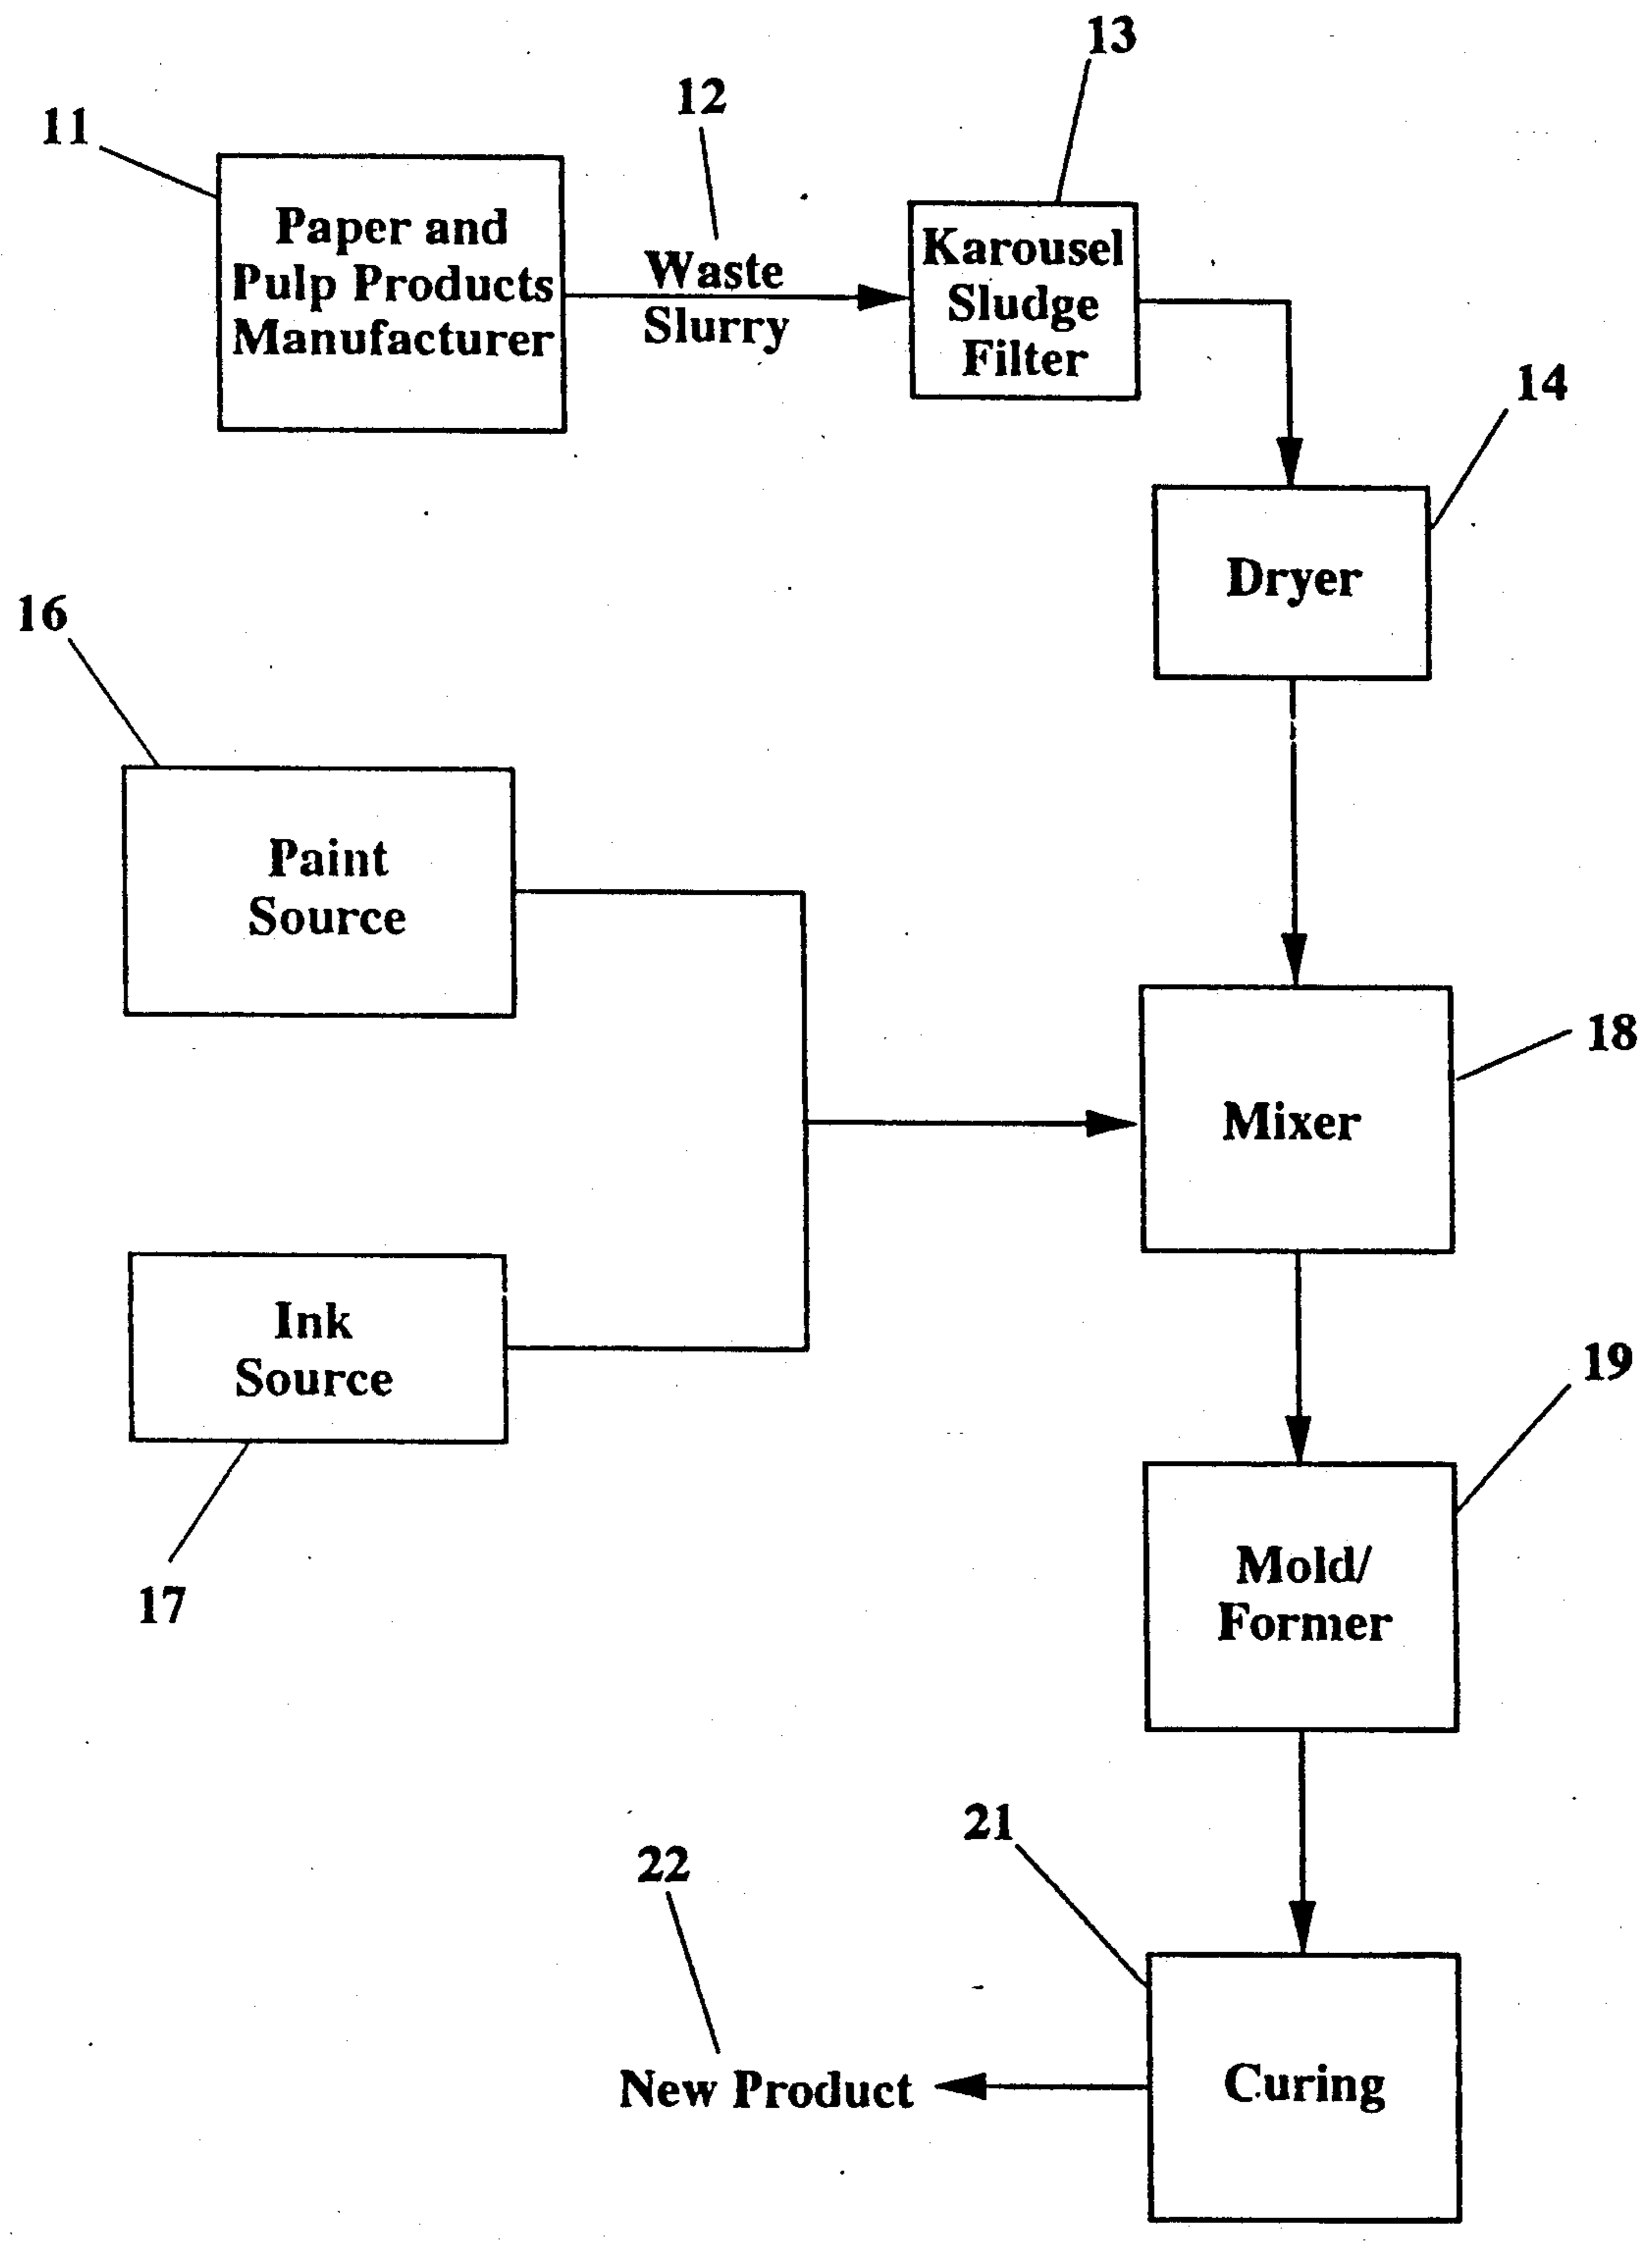 13
12
11
Paper and
Pulp Products
Manufacturer
Waste
Slurry
Karousel
Sludge
Filter
14
Dryer
16
Paint
Source
18
Mixer
Ink
Source
17
19
Mold/
Former
21
22
New Product
Curing